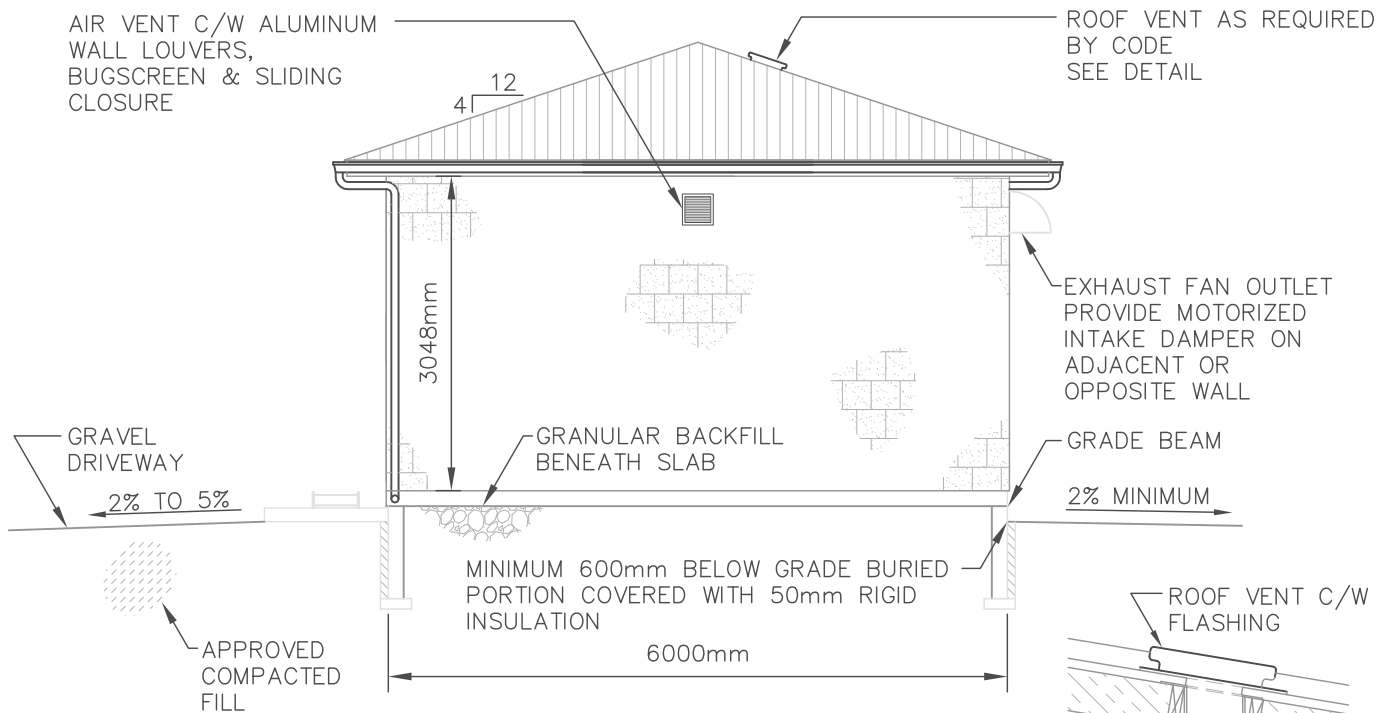 AIR VENT C/W ALUMINUM
WALL LOUVERS,
BUGSCREEN & SLIDING
CLOSURE
ROOF VENT AS REQUIRED
BY CODE
SEE DETAIL
12
4
3048mm
EXHAUST FAN OUTLET
PROVIDE MOTORIZED
INTAKE DAMPER ON
ADJACENT OR
OPPOSITE WALL
GRAVEL
DRIVEWAY
GRANULAR BACKFILL
BENEATH SLAB
GRADE BEAM
2% TO 5%
2% MINIMUM
MINIMUM 600mm BELOW GRADE BURIED
PORTION COVERED WITH 50mm RIGID
INSULATION
ROOF VENT C/W
FLASHING
APPROVED
COMPACTED
FILL
6000mm